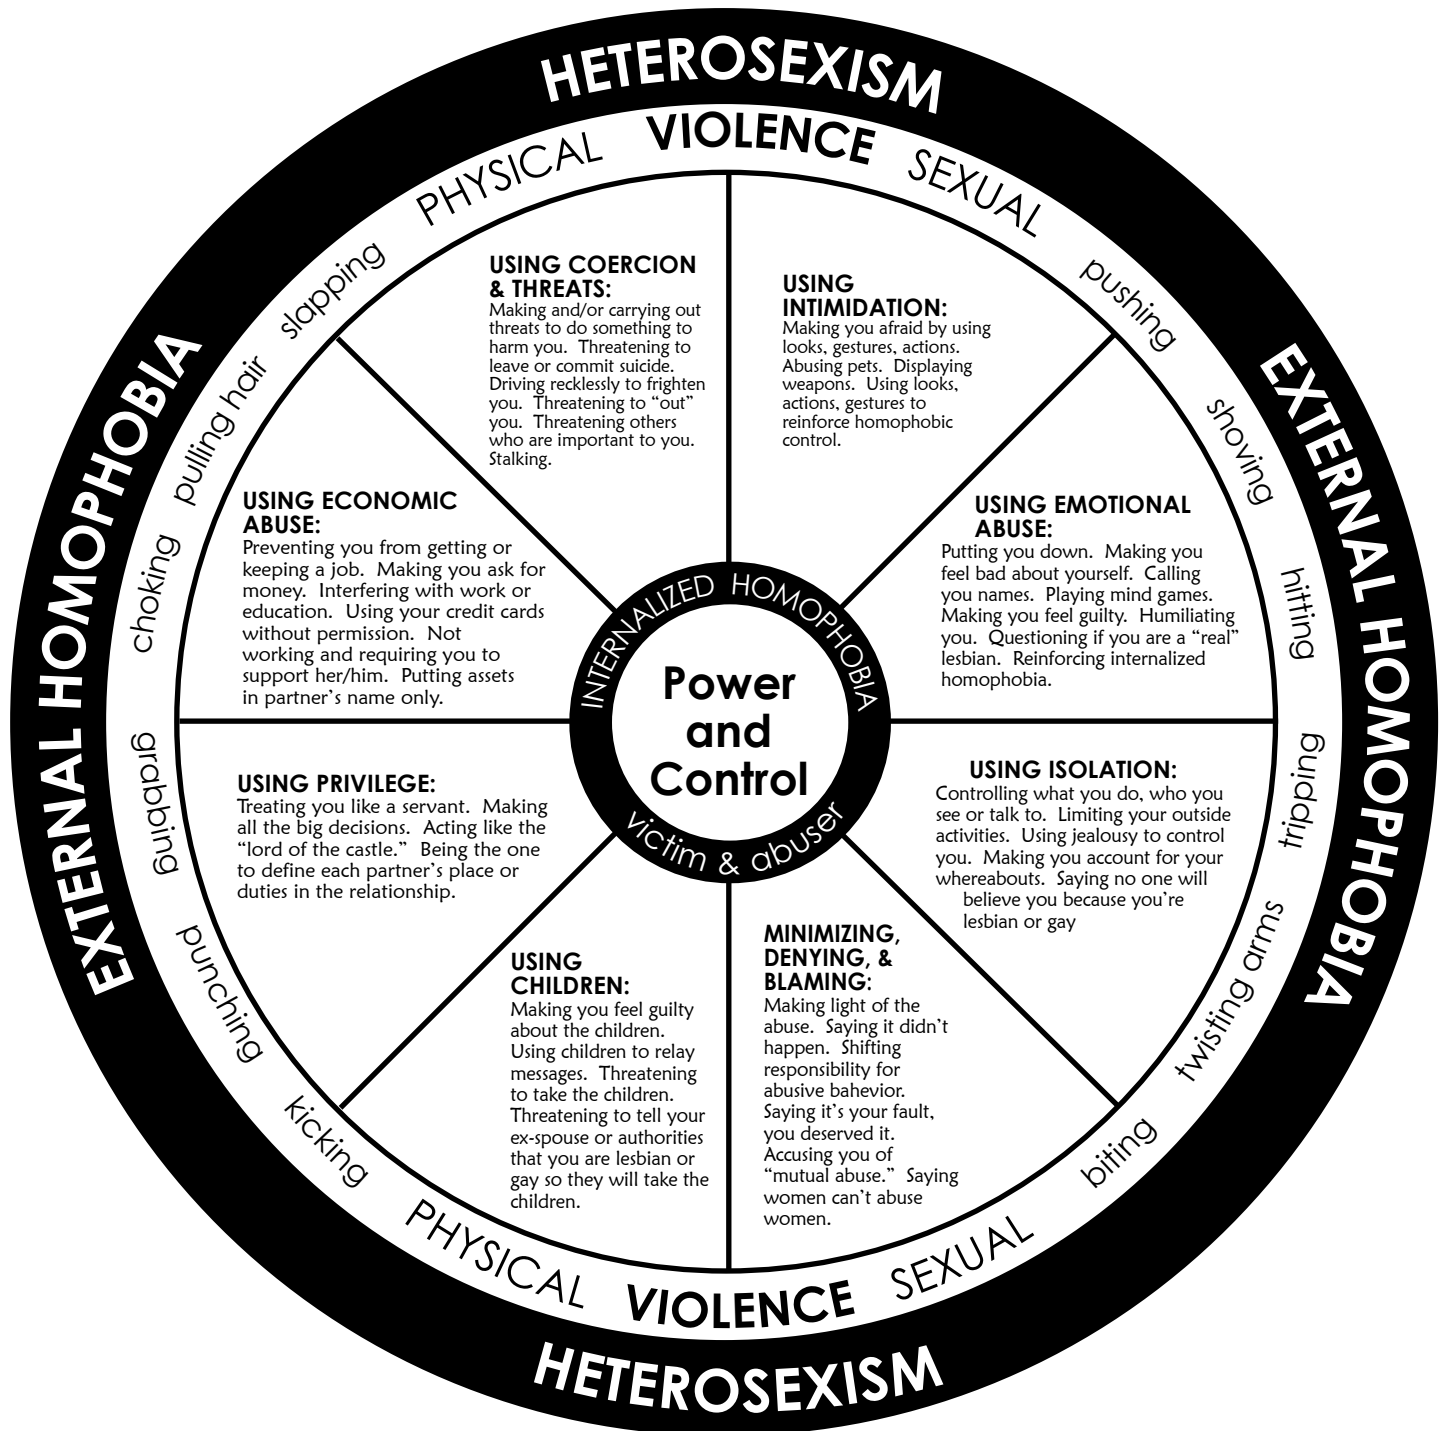 HETEROSEXISM
PHYSICAL VIOLENCE SEXUAL
pushing
shoving
hitting
tripping
twisting arms
biting
slapping
pulling hair
choking
grabbing
punching
kicking
EXTERNAL HOMOPHOBIA
EXTERNAL HOMOPHOBIA
USING COERCION
& THREATS:
Making and/or carrying out
threats to do something to
harm you. Threatening to
leave or commit suicide.
Driving recklessly to frighten
you. Threatening to “out”
you. Threatening others
who are important to you.
Stalking.
USING
INTIMIDATION:
Making you afraid by using
looks, gestures, actions.
Abusing pets. Displaying
weapons. Using looks,
actions, gestures to
reinforce homophobic
control.
USING ECONOMIC
ABUSE:
Preventing you from getting or
keeping a job. Making you ask for
money. Interfering with work or
education. Using your credit cards
without permission. Not
working and requiring you to
support her/him. Putting assets
in partner’s name only.
USING EMOTIONAL
ABUSE:
Putting you down. Making you
feel bad about yourself. Calling
you names. Playing mind games.
Making you feel guilty. Humiliating
you. Questioning if you are a “real”
lesbian. Reinforcing internalized
homophobia.
INTERNALIZED HOMOPHOBIA
Power
and
Control
victim & abuser
USING PRIVILEGE:
Treating you like a servant. Making
all the big decisions. Acting like the
“lord of the castle.” Being the one
to define each partner’s place or
duties in the relationship.
USING ISOLATION:
Controlling what you do, who you
see or talk to. Limiting your outside
activities. Using jealousy to control
you. Making you account for your
whereabouts. Saying no one will
believe you because you’re
lesbian or gay
USING
CHILDREN:
Making you feel guilty
about the children.
Using children to relay
messages. Threatening
to take the children.
Threatening to tell your
ex-spouse or authorities
that you are lesbian or
gay so they will take the
children.
MINIMIZING,
DENYING, &
BLAMING:
Making light of the
abuse. Saying it didn’t
happen. Shifting
responsibility for
abusive bahevior.
Saying it’s your fault,
you deserved it.
Accusing you of
“mutual abuse.” Saying
women can’t abuse
women.
PHYSICAL VIOLENCE SEXUAL
HETEROSEXISM